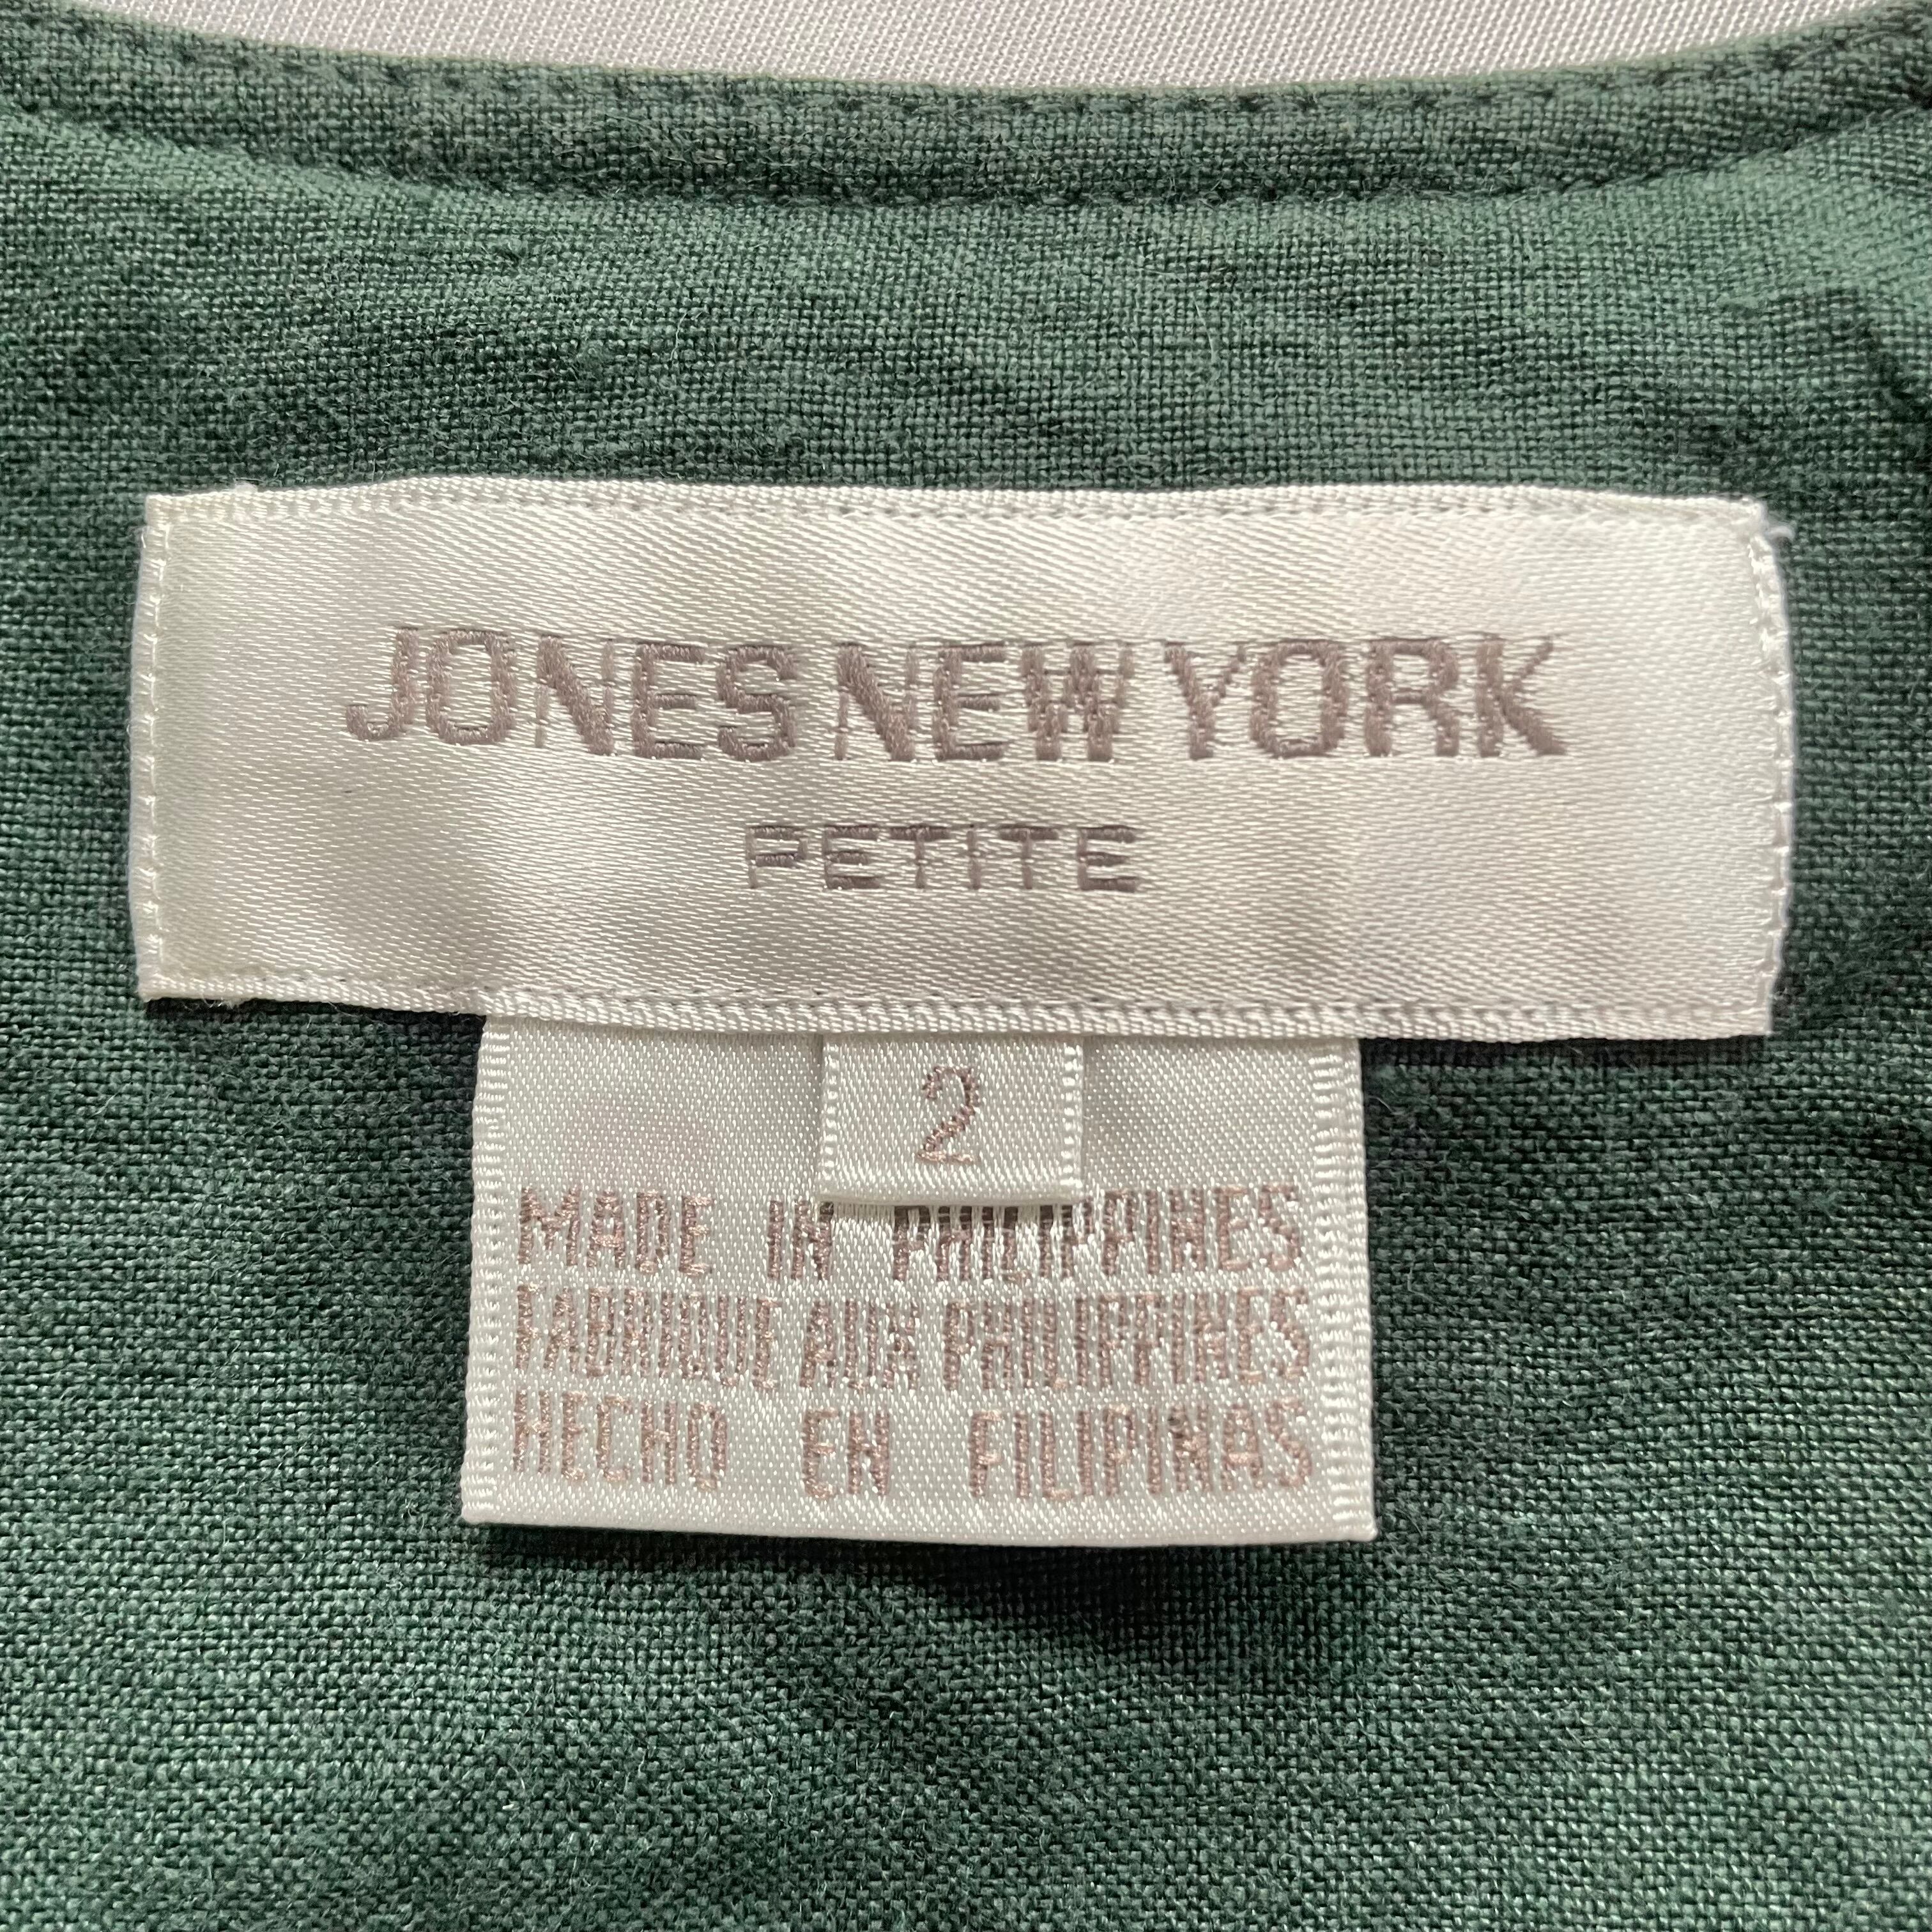 JONES NEW YORK
PETITE
2
MADE IN PHILIPPINES
FABRIQUE AUX PHILIPPINES
HECHO EN FILIPINAS